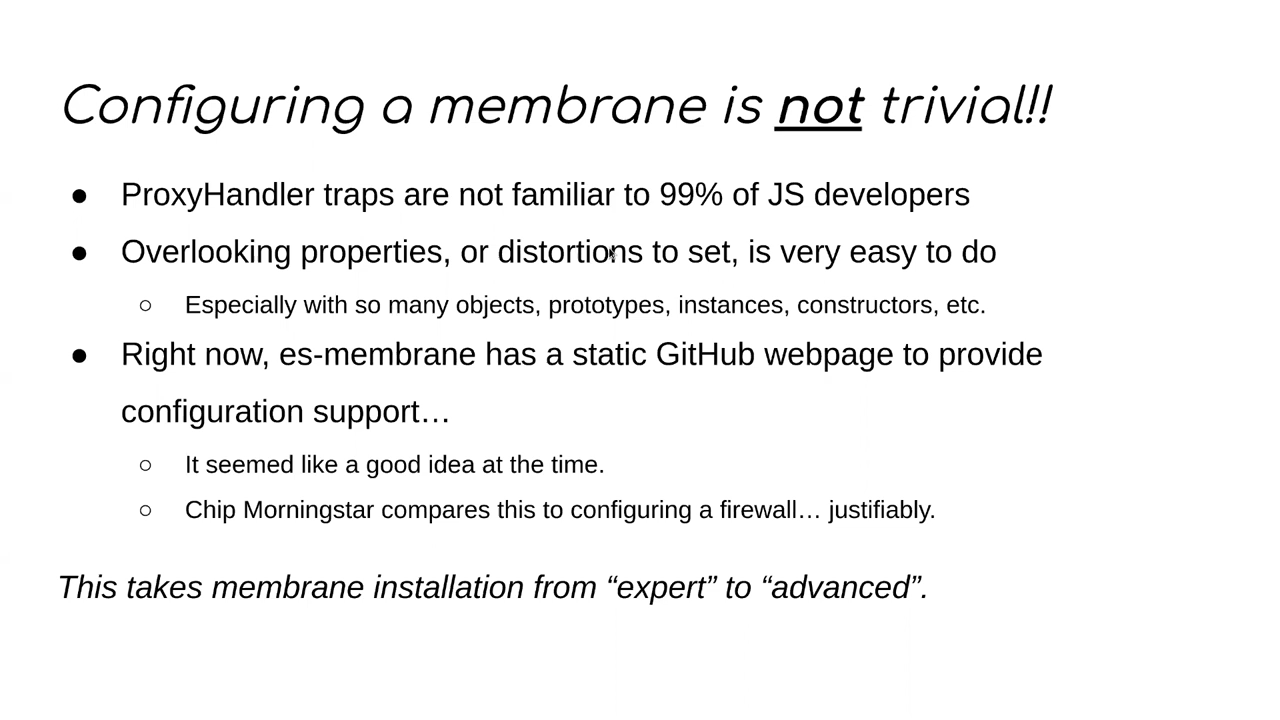 Configuring a membrane is not trivial!!
● ProxyHandler traps are not familiar to 99% of JS developers
● Overlooking properties, or distortions to set, is very easy to do
○ Especially with so many objects, prototypes, instances, constructors, etc.
● Right now, es-membrane has a static GitHub webpage to provide
configuration support…
○ It seemed like a good idea at the time.
○ Chip Morningstar compares this to configuring a firewall… justifiably.
This takes membrane installation from “expert” to “advanced”.